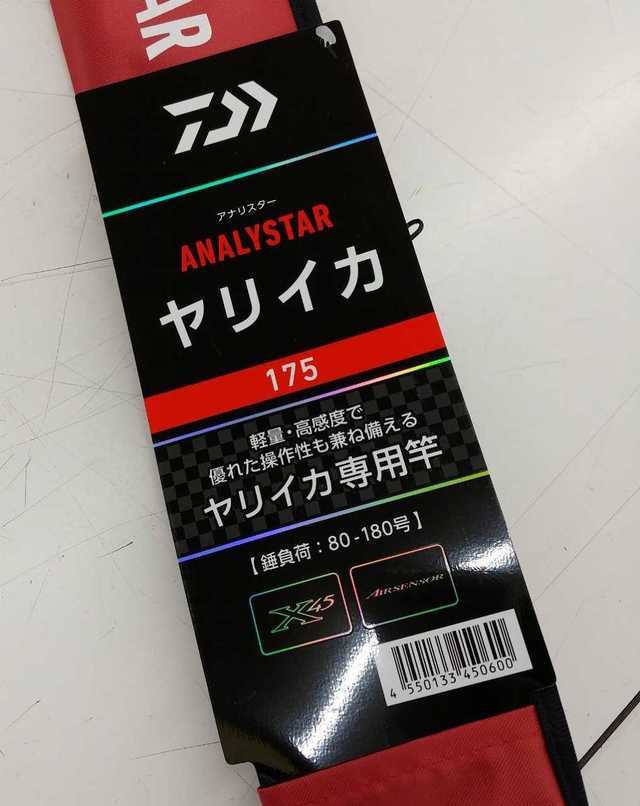 AR
アナリスター
ANALYSTAR
ヤリイカ
175
軽量・高感度で
優れた操作性も兼ね備える
ヤリイカ専用竿
【錘負荷：80-180号】
X45
AIRSENSOR
4 550133 450600